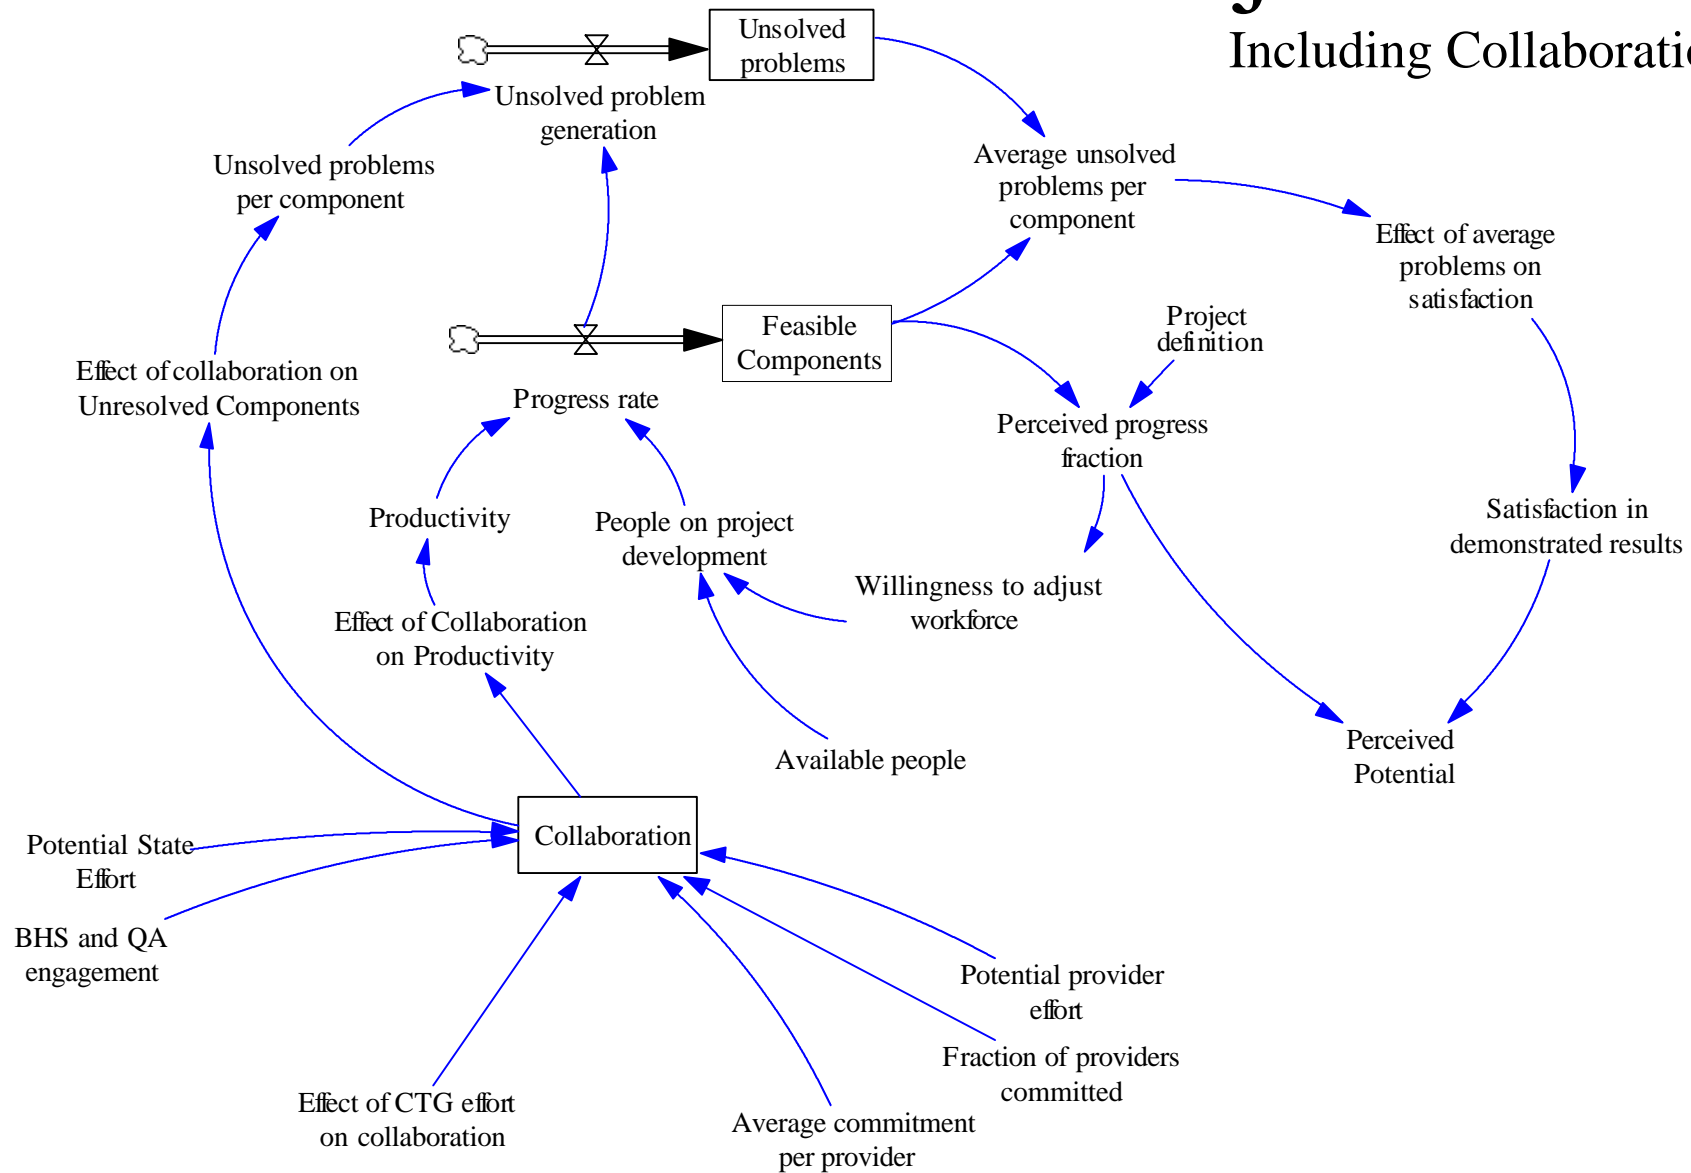 Including Collaboratio
Unsolved
problems
Unsolved problem
generation
Unsolved problems
per component
Average unsolved
problems per
component
Effect of average
problems on
satisfaction
Feasible
Components
Project
definition
Effect of collaboration on
Unresolved Components
Progress rate
Perceived progress
fraction
Productivity
People on project
development
Satisfaction in
demonstrated results
Willingness to adjust
workforce
Effect of Collaboration
on Productivity
Available people
Perceived
Potential
Collaboration
Potential State
Effort
BHS and QA
engagement
Potential provider
effort
Fraction of providers
committed
Effect of CTG effort
on collaboration
Average commitment
per provider